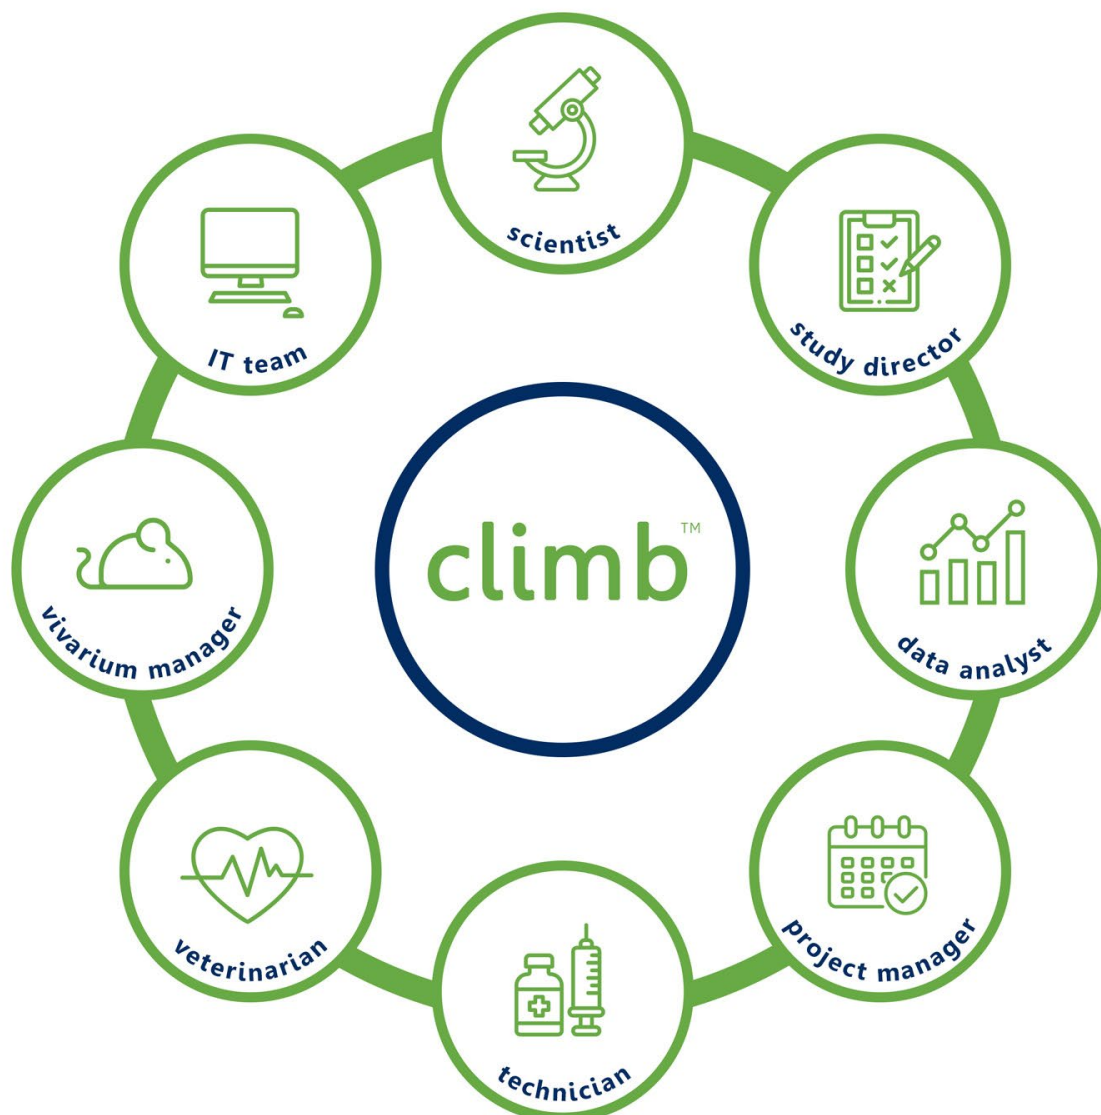 scientist
study director
data analyst
project manager
technician
veterinarian
vivarium manager
IT team
climb™